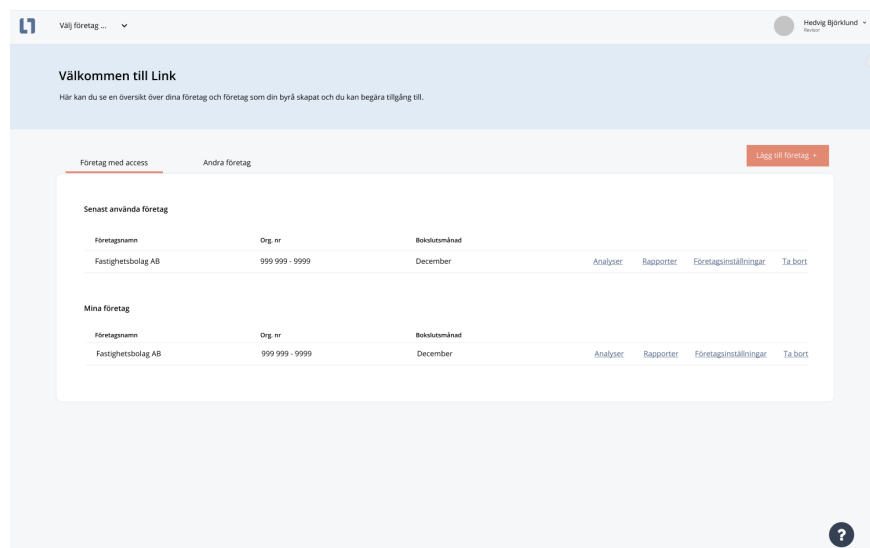 Välj företag ...
Hedvig Björklund
Revisor
Välkommen till Link
Här kan du se en översikt över dina företag och företag som din byrå skapat och du kan begära tillgång till.
Företag med access
Andra företag
Lägg till företag +
Senast använda företag
Företagsnamn Org. nr Bokslutsmånad
Fastighetsbolag AB 999 999 - 9999 December Analyser Rapporter Företagsinställningar Ta bort
Mina företag
Företagsnamn Org. nr Bokslutsmånad
Fastighetsbolag AB 999 999 - 9999 December Analyser Rapporter Företagsinställningar Ta bort
?